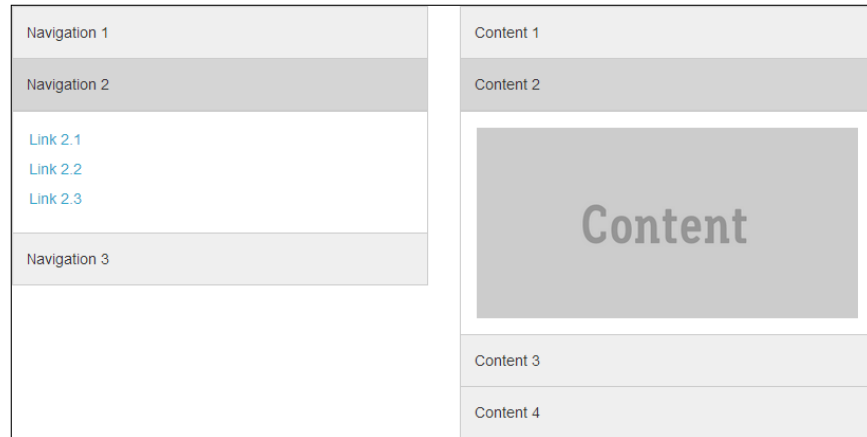 Navigation 1
Navigation 2
Link 2.1
Link 2.2
Link 2.3
Navigation 3
Content 1
Content 2
Content
Content 3
Content 4